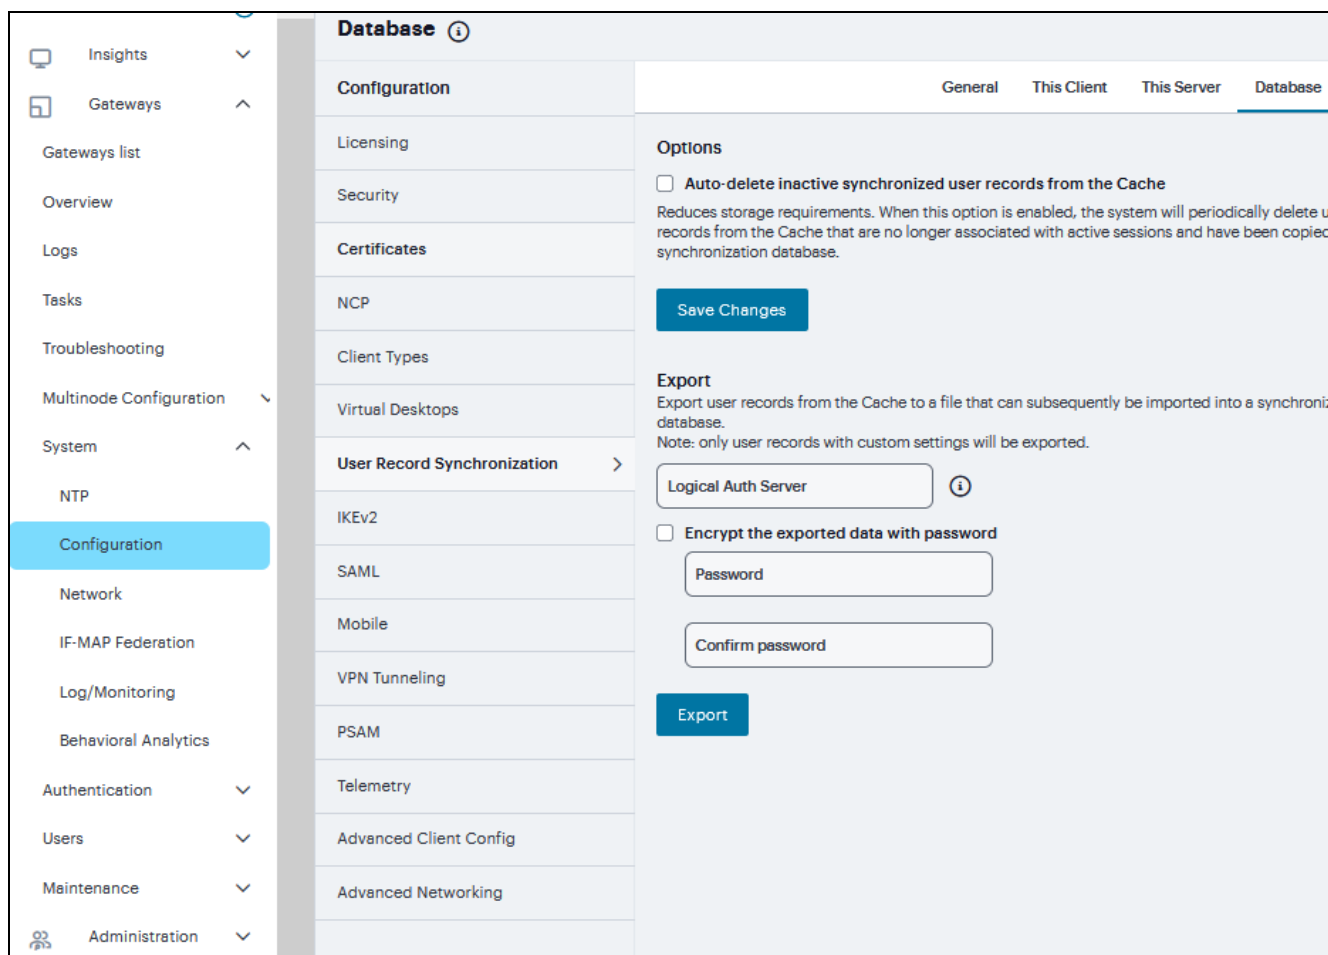 Insights
Gateways
Gateways list
Overview
Logs
Tasks
Troubleshooting
Multinode Configuration
System
NTP
Configuration
Network
IF-MAP Federation
Log/Monitoring
Behavioral Analytics
Authentication
Users
Maintenance
Administration
Database
Configuration
Licensing
Security
Certificates
NCP
Client Types
Virtual Desktops
User Record Synchronization
IKEv2
SAML
Mobile
VPN Tunneling
PSAM
Telemetry
Advanced Client Config
Advanced Networking
General This Client This Server Database
Options
Auto-delete inactive synchronized user records from the Cache
Reduces storage requirements. When this option is enabled, the system will periodically delete u
records from the Cache that are no longer associated with active sessions and have been copied
synchronization database.
Save Changes
Export
Export user records from the Cache to a file that can subsequently be imported into a synchroniz
database.
Note: only user records with custom settings will be exported.
Logical Auth Server
Encrypt the exported data with password
Password
Confirm password
Export